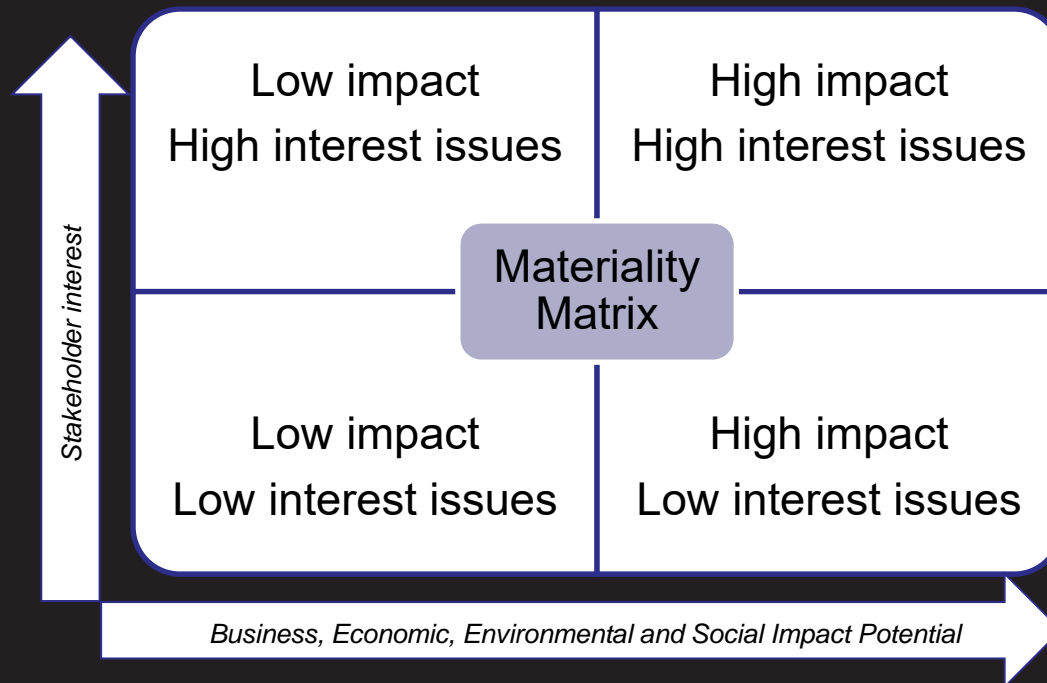 Stakeholder interest
Low impact
High interest issues
High impact
High interest issues
Materiality
Matrix
Low impact
Low interest issues
High impact
Low interest issues
Business, Economic, Environmental and Social Impact Potential